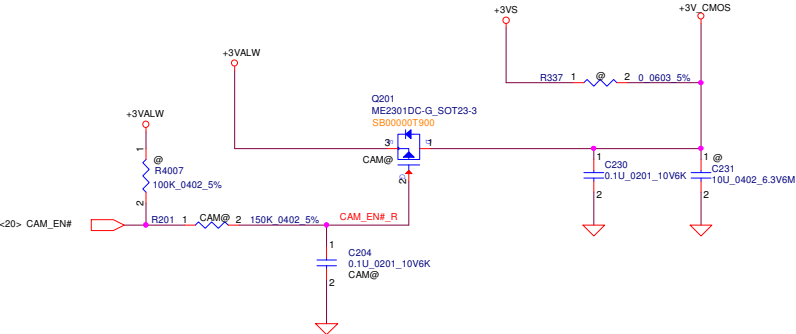 +3VS
+3V_CMOS
R337 1 @ 2 0_0603_5%
+3VALW
Q201
ME2301DC-G_SOT23-3
SB00000T900
3 1
CAM@
2
+3VALW
1
@
R4007
100K_0402_5%
2
<20> CAM_EN#
R201 1 CAM@ 2 150K_0402_5%
CAM_EN#_R
1
C204
0.1U_0201_10V6K
CAM@
2
1
C230
0.1U_0201_10V6K
2
1 @
C231
10U_0402_6.3V6M
2